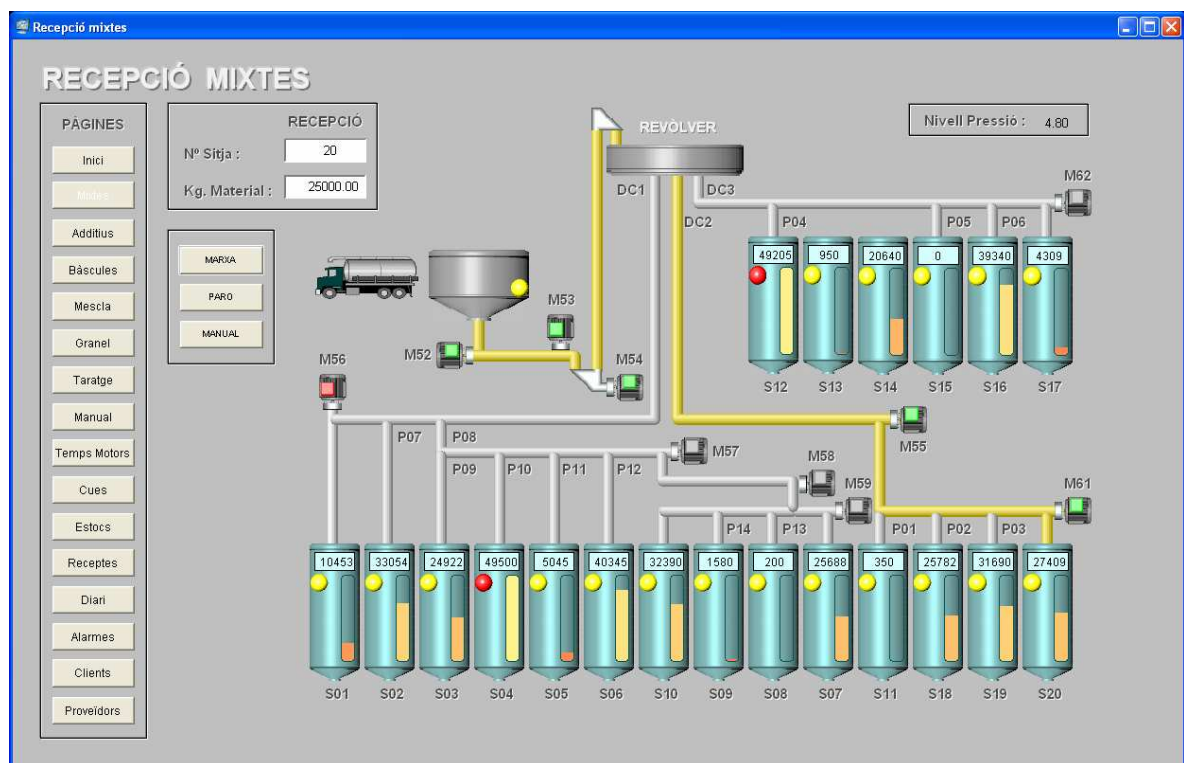 Recepció mixtes
RECEPCIÓ MIXTES
PÀGINES
Inici
Mixtes
Additius
Bàscules
Mescla
Granel
Taratge
Manual
Temps Motors
Cues
Estocs
Receptes
Diari
Alarmes
Clients
Proveïdors
RECEPCIÓ
Nº Sitja : 20
Kg. Material : 25000.00
MARXA
PARO
MANUAL
REVÒLVER
Nivell Pressió : 4.80
DC1 DC3
DC2
M62
P04 P05 P06
49205 950 20640 0 39340 4309
S12 S13 S14 S15 S16 S17
M53
M52
M54
M56
M55
P07 P08
M57
P09 P10 P11 P12
M58
M59
M61
P14 P13 P01 P02 P03
10453 33054 24922 49500 5045 40345 32390 1580 200 25688 350 25782 31690 27409
S01 S02 S03 S04 S05 S06 S10 S09 S08 S07 S11 S18 S19 S20